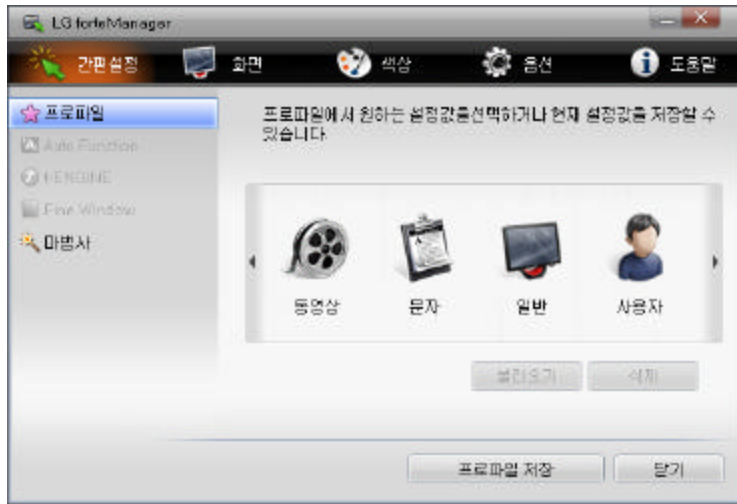 LG forteManager
간편설정 화면 색상 옵션 도움말
프로파일
프로파일에서 원하는 설정값을선택하거나 현재 설정값을 저장할 수
있습니다.
Auto Function
f-ENGINE
Fine Window
마법사
동영상 문자 일반 사용자
불러오기 삭제
프로파일 저장 닫기